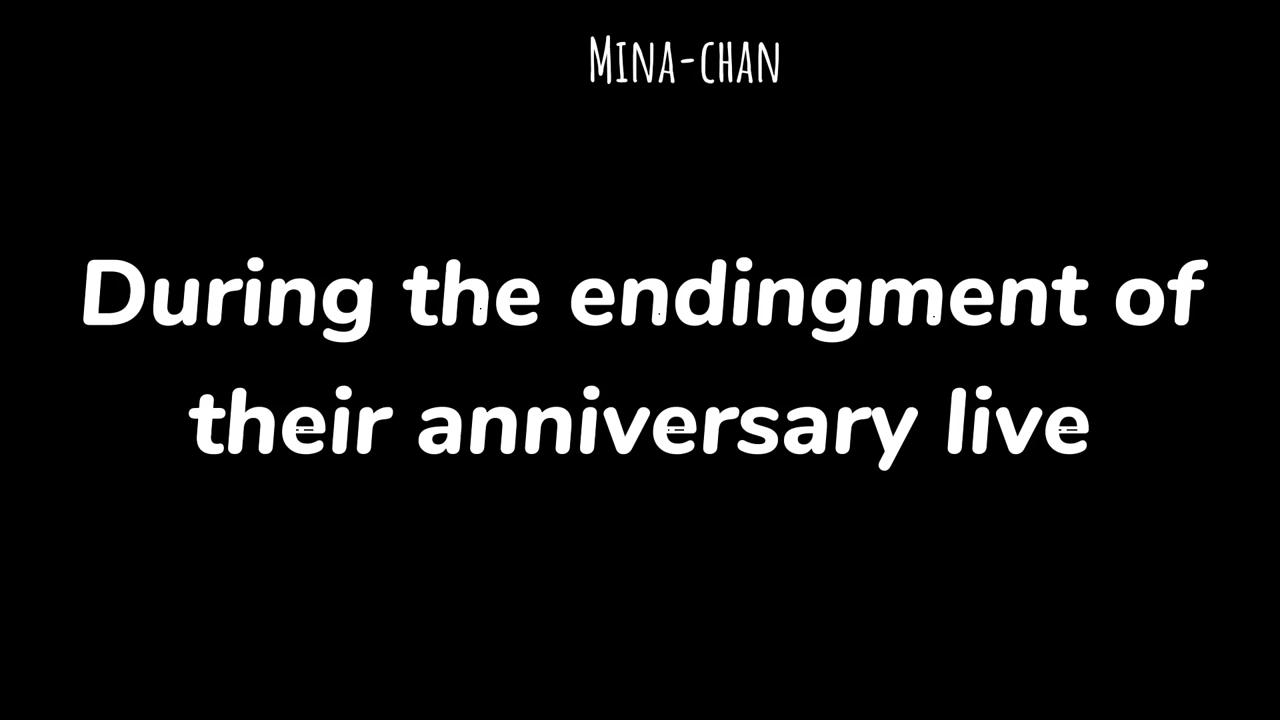 Mina-chan
During the endingment of
their anniversary live